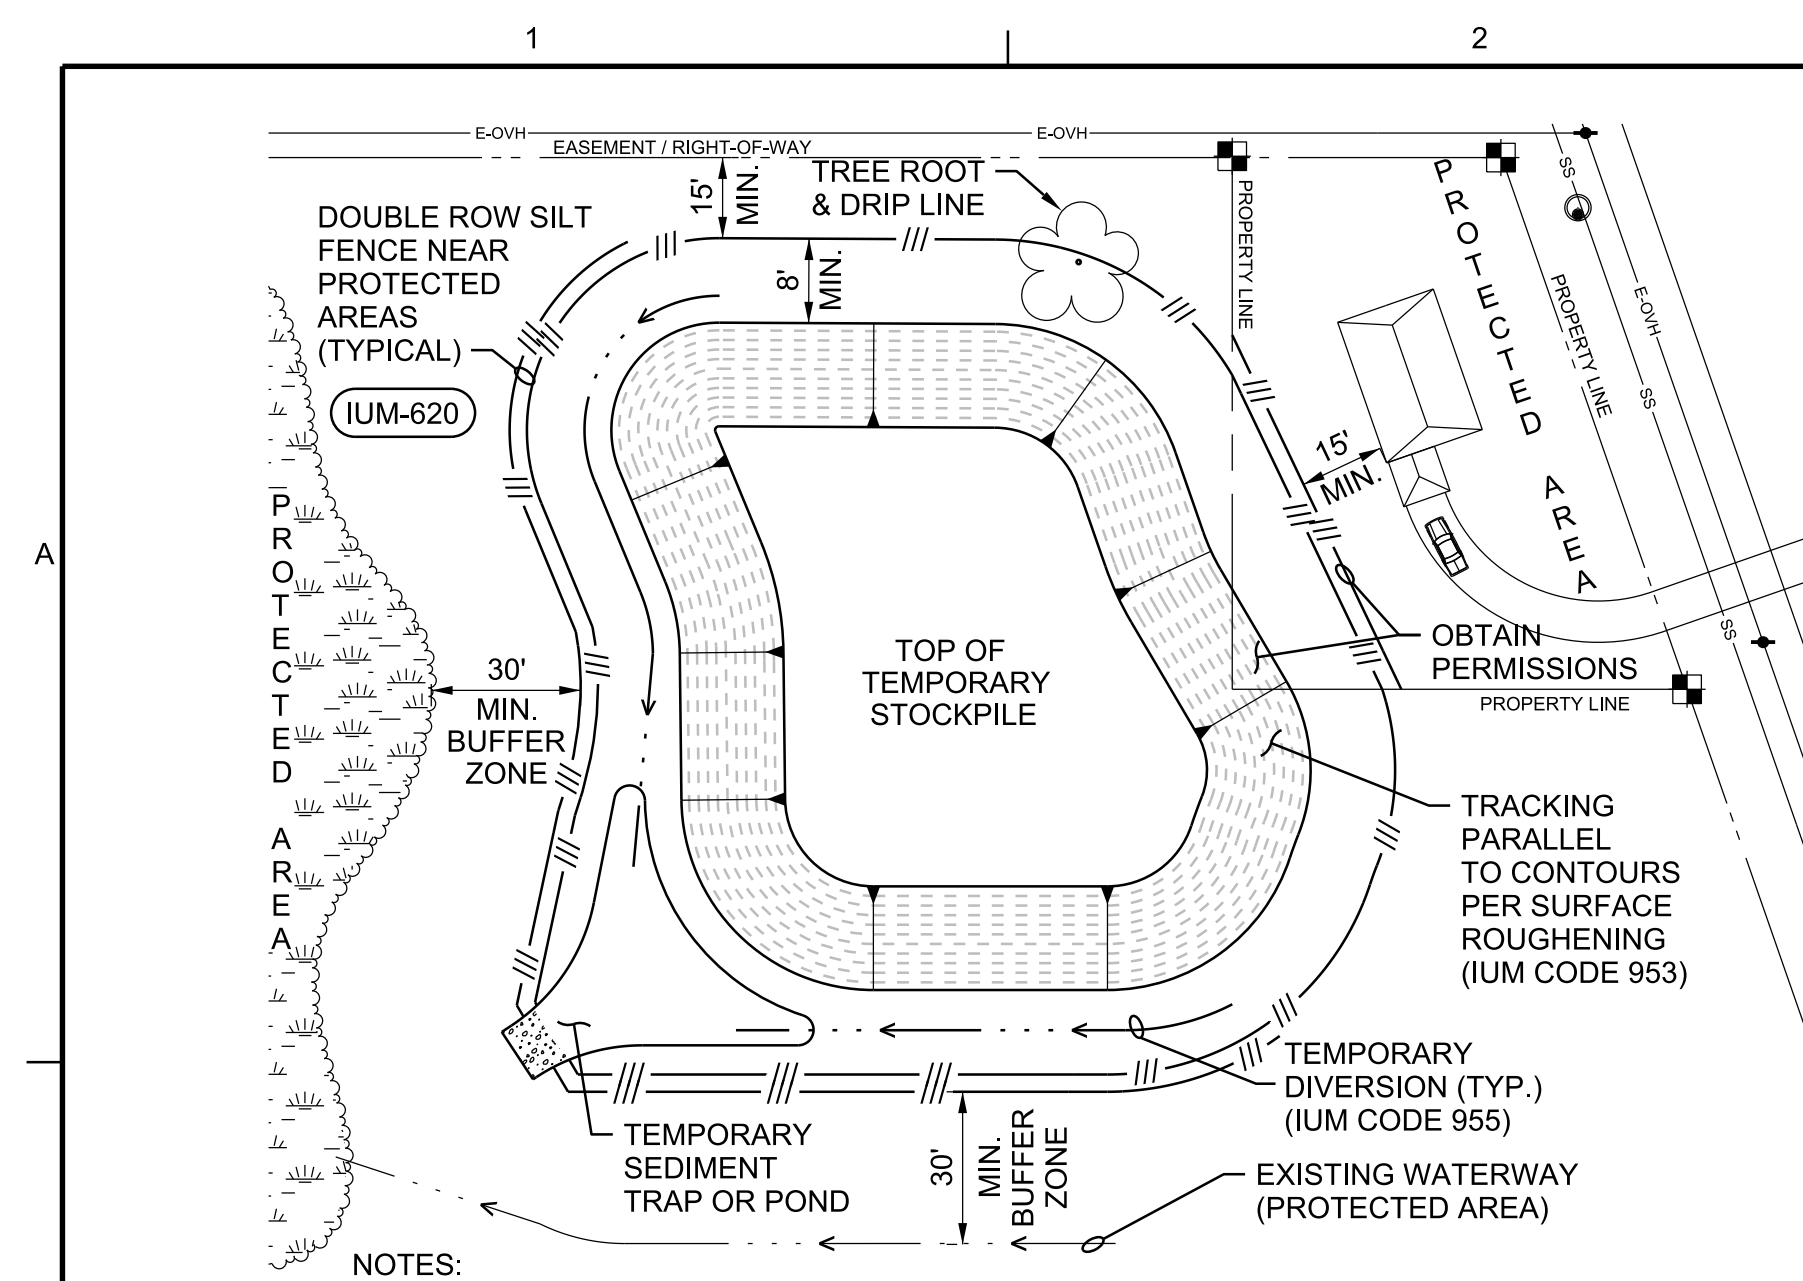 1
2
A
E-OVH
E-OVH
EASEMENT / RIGHT-OF-WAY
15'
MIN.
TREE ROOT
& DRIP LINE
DOUBLE ROW SILT
FENCE NEAR
PROTECTED
AREAS
(TYPICAL)
IUM-620
8'
MIN.
PROPERTY LINE
PROTECTED AREA
SS
PROPERTY LINE
E-OVH
SS
SS
15'
MIN.
PROTECTED AREA
30'
MIN.
BUFFER
ZONE
TOP OF
TEMPORARY
STOCKPILE
OBTAIN
PERMISSIONS
PROPERTY LINE
TRACKING
PARALLEL
TO CONTOURS
PER SURFACE
ROUGHENING
(IUM CODE 953)
TEMPORARY
DIVERSION (TYP.)
(IUM CODE 955)
TEMPORARY
SEDIMENT
TRAP OR POND
30'
MIN.
BUFFER
ZONE
EXISTING WATERWAY
(PROTECTED AREA)
NOTES: